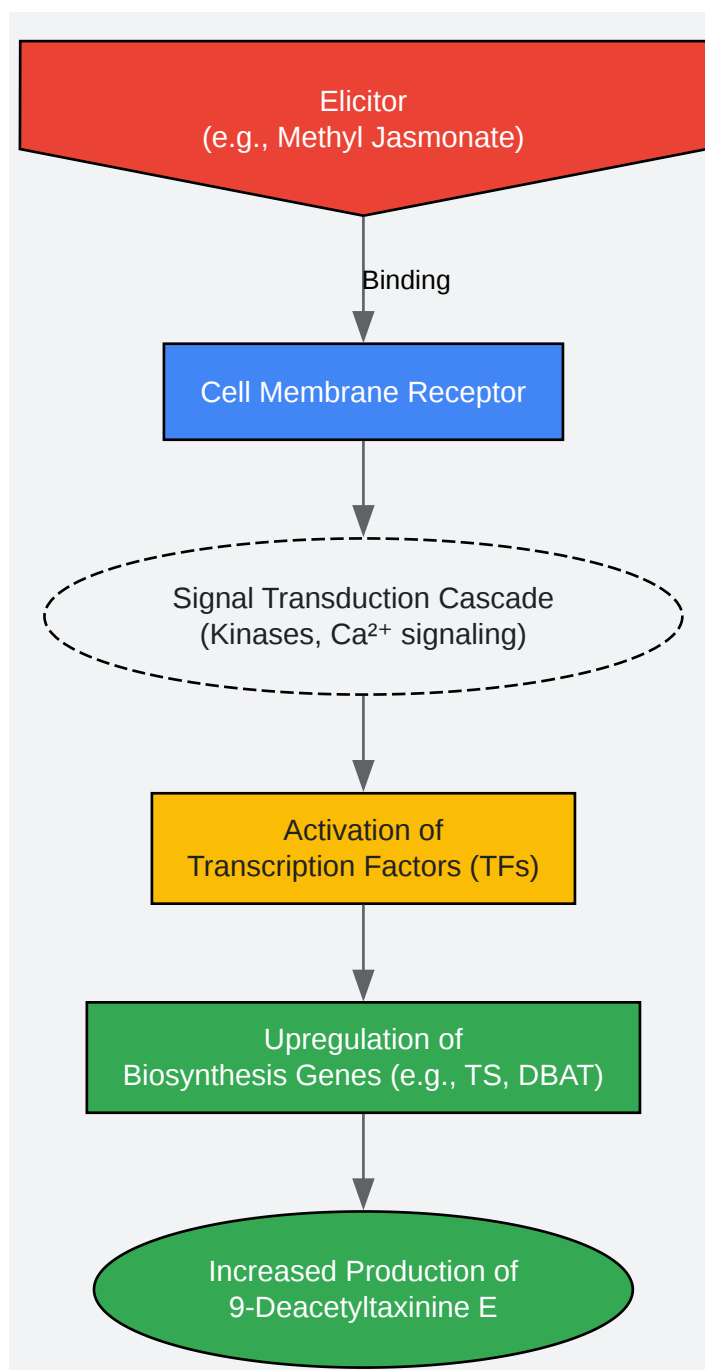 Elicitor
(e.g., Methyl Jasmonate)
Binding
Cell Membrane Receptor
Signal Transduction Cascade
(Kinases, Ca²⁺ signaling)
Activation of
Transcription Factors (TFs)
Upregulation of
Biosynthesis Genes (e.g., TS, DBAT)
Increased Production of
9-Deacetyltaxinine E